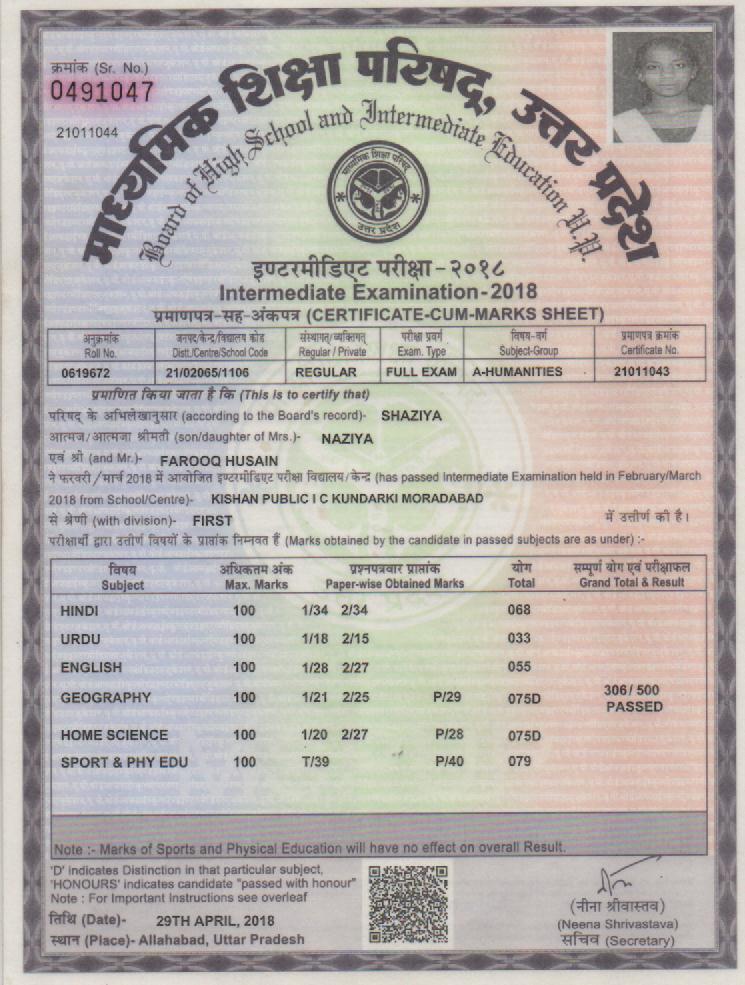 क्रमांक (Sr. No.)
0491047
21011044
माध्यमिक शिक्षा परिषद्, उत्तर प्रदेश
Board of High School and Intermediate Education U.P.
माध्यमिक शिक्षा परिषद्
उत्तर प्रदेश
इण्टरमीडिएट परीक्षा-२०१८
Intermediate Examination-2018
प्रमाणपत्र-सह-अंकपत्र (CERTIFICATE-CUM-MARKS SHEET)
अनुक्रमांक जनपद/केन्द्र/विद्यालय कोड संस्थागत/व्यक्तिगत् परीक्षा प्रवर्ग विषय-वर्ग प्रमाणपत्र क्रमांक
Roll No. Distt./Centre/School Code Regular / Private Exam. Type Subject-Group Certificate No.
0619672 21/02065/1106 REGULAR FULL EXAM A-HUMANITIES 21011043
प्रमाणित किया जाता है कि (This is to certify that)
परिषद् के अभिलेखानुसार (according to the Board's record)- SHAZIYA
आत्मज/आत्मजा श्रीमती (son/daughter of Mrs.)- NAZIYA
एवं श्री (and Mr.)- FAROOQ HUSAIN
ने फरवरी/मार्च 2018 में आयोजित इण्टरमीडिएट परीक्षा विद्यालय/केन्द्र (has passed Intermediate Examination held in February/March
2018 from School/Centre)- KISHAN PUBLIC I C KUNDARKI MORADABAD
से श्रेणी (with division)- FIRST में उत्तीर्ण की है।
परीक्षार्थी द्वारा उतीर्ण विषयों के प्राप्तांक निम्नवत हैं (Marks obtained by the candidate in passed subjects are as under) :-
विषय अधिकतम अंक प्रश्नपत्रवार प्राप्तांक योग सम्पूर्ण योग एवं परीक्षाफल
Subject Max. Marks Paper-wise Obtained Marks Total Grand Total & Result
HINDI 100 1/34 2/34 068
URDU 100 1/18 2/15 033
ENGLISH 100 1/28 2/27 055
GEOGRAPHY 100 1/21 2/25 P/29 075D 306/ 500
PASSED
HOME SCIENCE 100 1/20 2/27 P/28 075D
SPORT & PHY EDU 100 T/39 P/40 079
Note :- Marks of Sports and Physical Education will have no effect on overall Result.
'D' indicates Distinction in that particular subject,
'HONOURS' indicates candidate "passed with honour"
Note : For Important Instructions see overleaf
तिथि (Date)- 29TH APRIL, 2018
स्थान (Place)- Allahabad, Uttar Pradesh
(नीना श्रीवास्तव)
(Neena Shrivastava)
सचिव (Secretary)